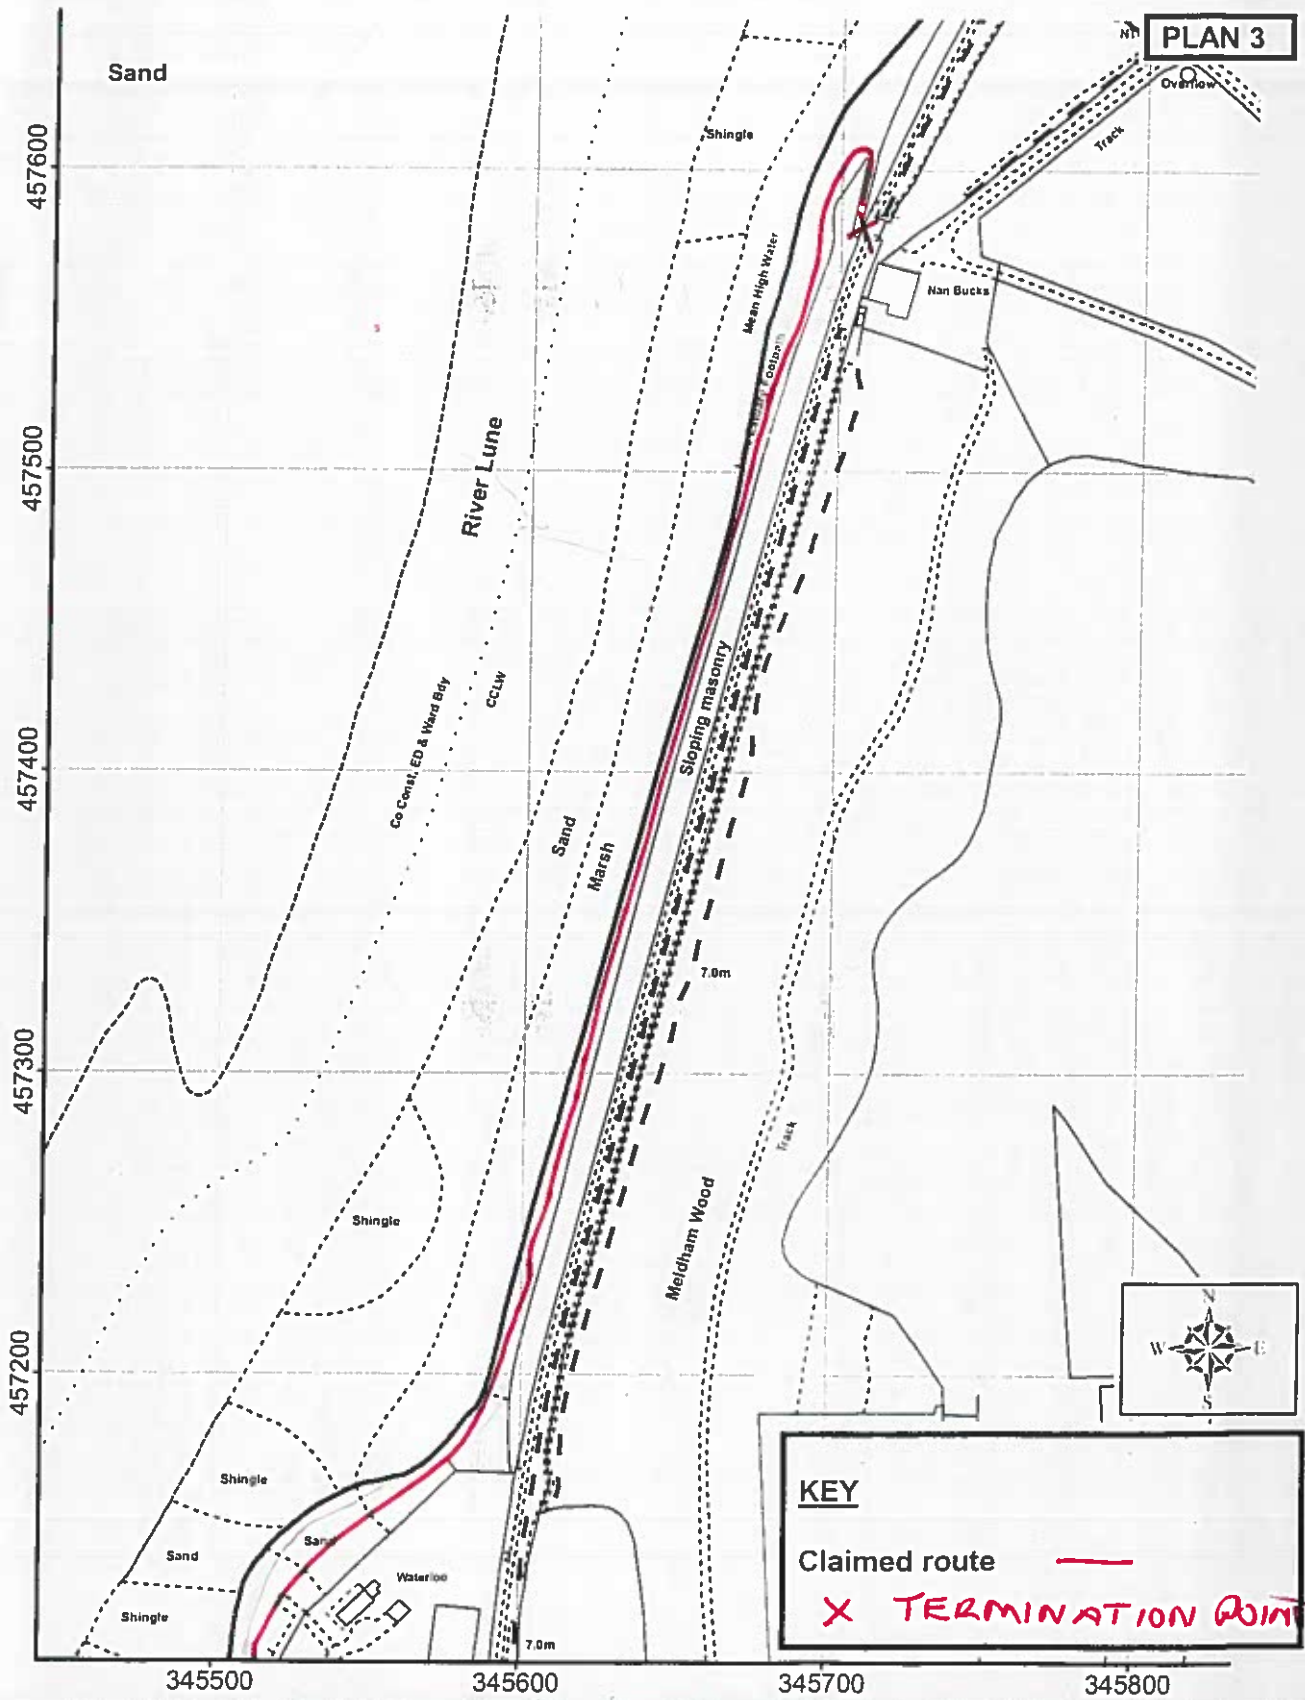 PLAN 3
Sand
Overflow
Track
Shingle
457600
Mean High Water
Nan Bucks
Footpath
457500
River Lune
Sloping masonry
Co Const, ED & Ward Bdy
CCLW
457400
Sand
Marsh
7.0m
457300
Track
Shingle
Meldham Wood
N
W
E
S
457200
Shingle
KEY
Sand
Sand
Claimed route
Waterloo
Shingle
X TERMINATION POINT
7.0m
345500
345600
345700
345800